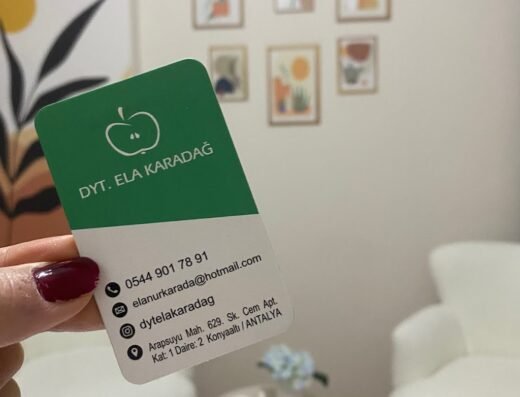 DYT. ELA KARADAĞ
0544 901 78 91
elanurkarada@hotmail.com
dytelakaradag
Arapsuyu Mah. 629. Sk. Cem Apt.
Kat: 1 Daire: 2 Konyaaltı / ANTALYA